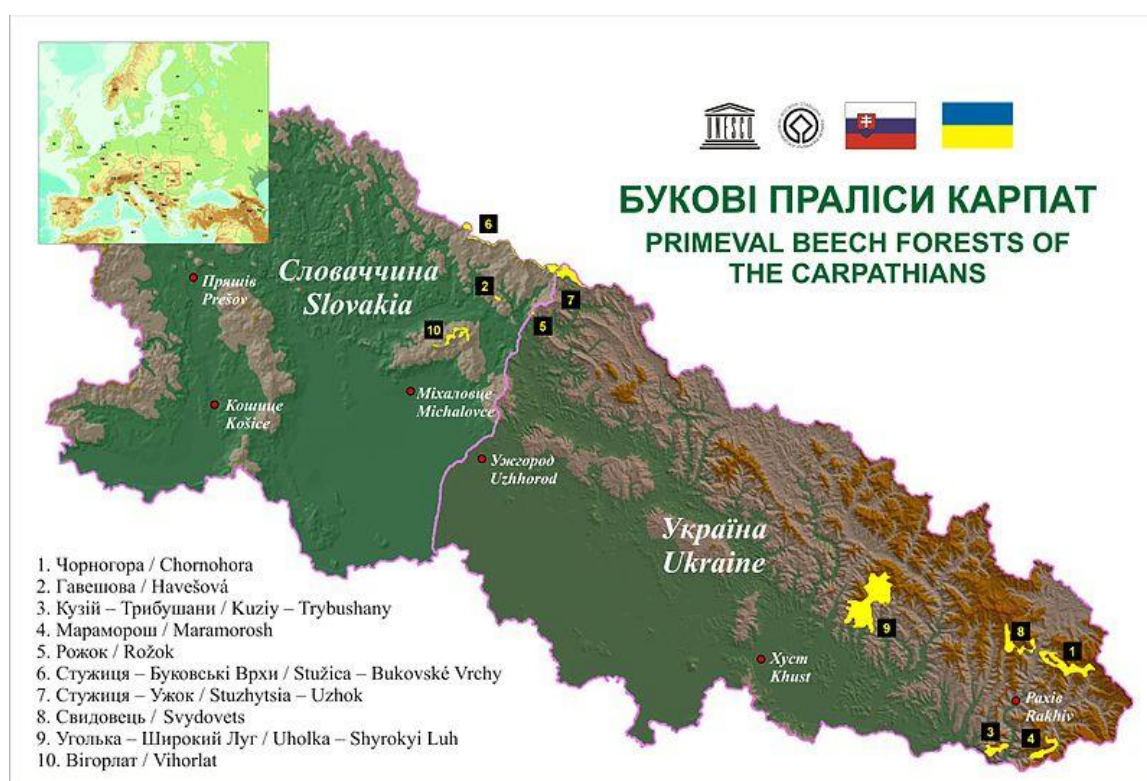 UNESCO
БУКОВІ ПРАЛІСИ КАРПАТ
PRIMEVAL BEECH FORESTS OF
THE CARPATHIANS
6
Словаччина
Slovakia
Пряшів
Prešov
2
7
5
10
Міхаловце
Michalovce
Кошице
Košice
Ужгород
Uzhhorod
Україна
Ukraine
9
8
1
Хуст
Khust
Рахів
Rakhiv
3
4
1. Чорногора / Chornohora
2. Гавешова / Havešová
3. Кузій – Трибушани / Kuziy – Trybushany
4. Мараморош / Maramorosh
5. Рожок / Rožok
6. Стужиця – Буковські Врхи / Stužica – Bukovské Vrchy
7. Стужиця – Ужок / Stuzhytsia – Uzhok
8. Свидовець / Svydovets
9. Уголька – Широкий Луг / Uholka – Shyrokyi Luh
10. Вігорлат / Vihorlat